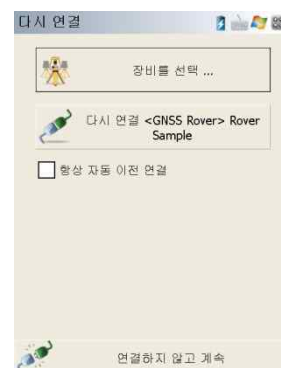 다시 연결
장비를 선택 ...
다시 연결 <GNSS Rover> Rover
Sample
항상 자동 이전 연결
연결하지 않고 계속